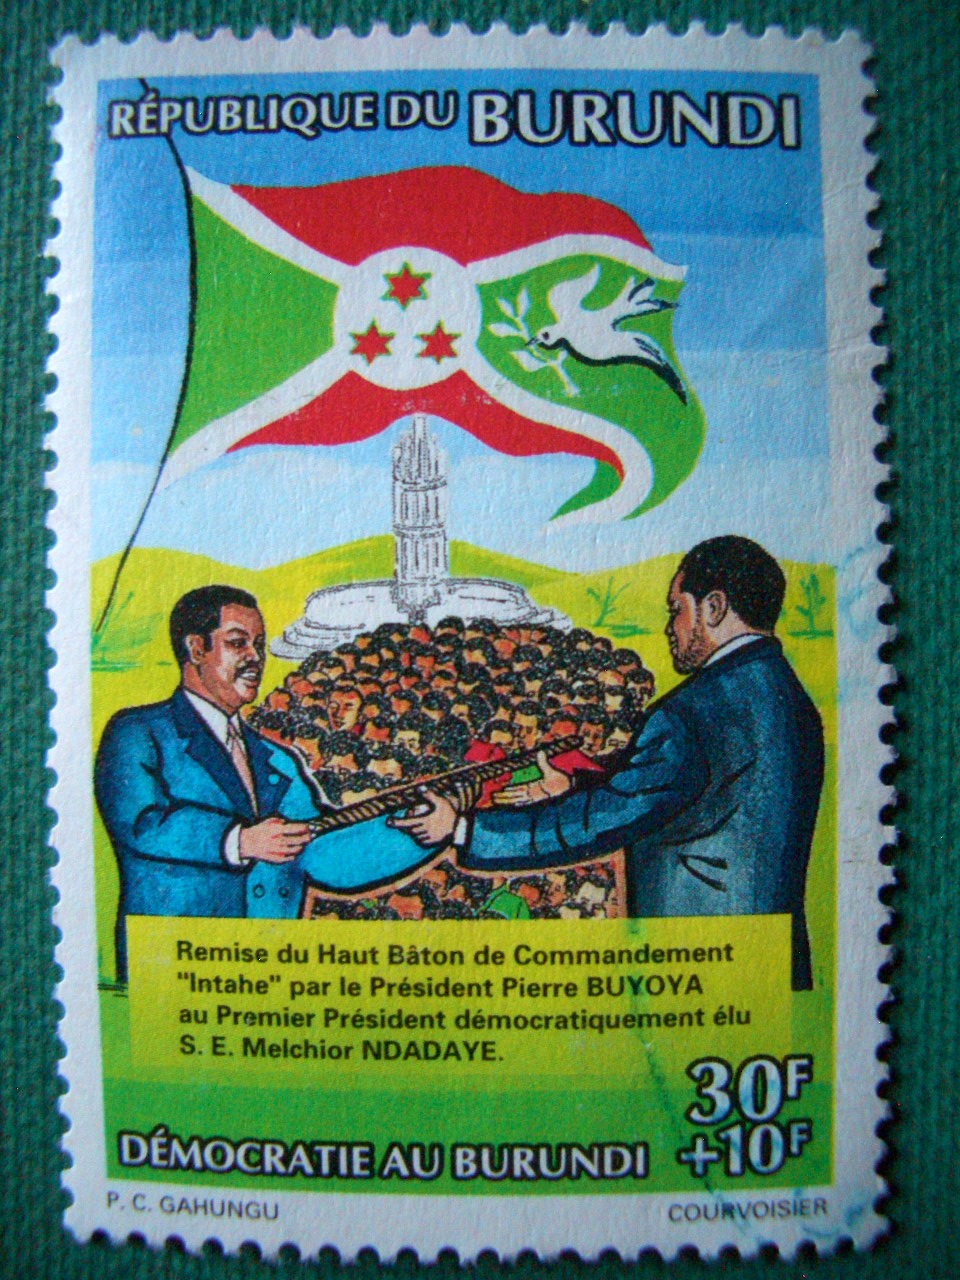 RÉPUBLIQUE DU BURUNDI
Remise du Haut Bâton de Commandement
"Intahe" par le Président Pierre BUYOYA
au Premier Président démocratiquement élu
S. E. Melchior NDADAYE.
30F
+10F
DÉMOCRATIE AU BURUNDI
P. C. GAHUNGU
COURVOISIER